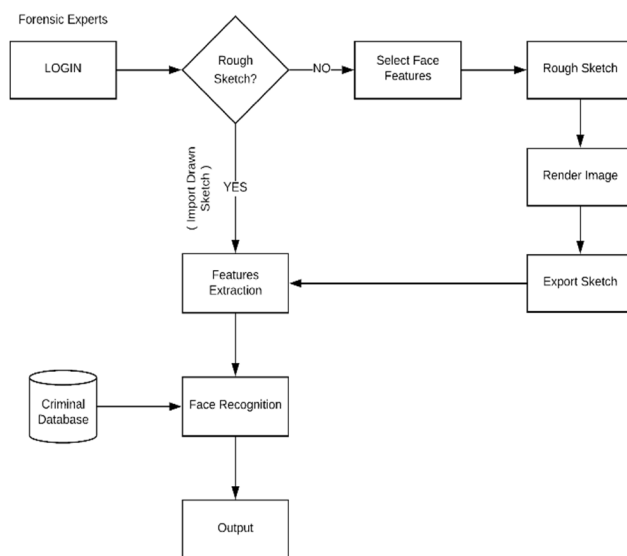 Forensic Experts
LOGIN
Rough
Sketch?
NO
Select Face
Features
Rough Sketch
( Import Drawn
Sketch )
YES
Render Image
Features
Extraction
Export Sketch
Criminal
Database
Face Recognition
Output